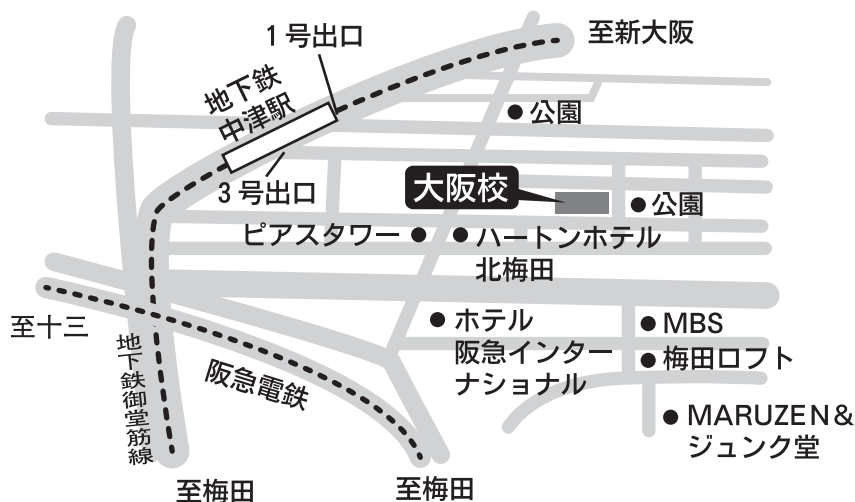 至新大阪
1号出口
地下鉄
中津駅
公園
3号出口
大阪校
公園
ピアスタワー
ハートンホテル
北梅田
至十三
地下鉄御堂筋線
阪急電鉄
ホテル
阪急インター
ナショナル
MBS
梅田ロフト
MARUZEN&
ジュンク堂
至梅田
至梅田